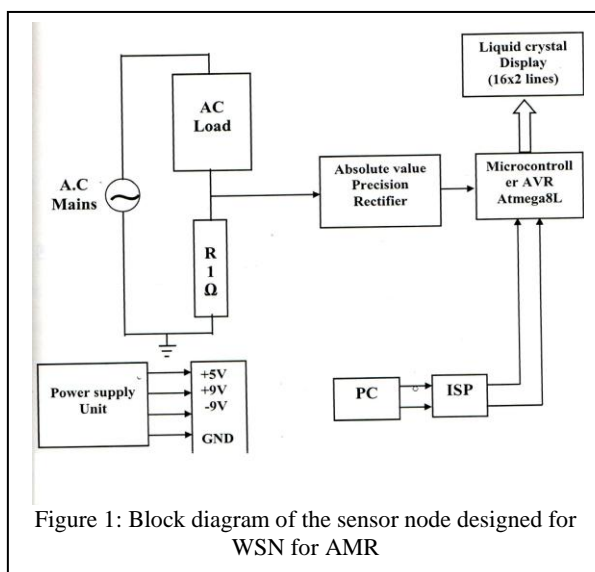 Liquid crystal
Display
(16x2 lines)
AC
Load
A.C
Mains
Absolute value
Precision
Rectifier
Microcontroll
er AVR
Atmega8L
R
1
Ω
Power supply
Unit
+5V
+9V
-9V
GND
PC
ISP
Figure 1: Block diagram of the sensor node designed for
WSN for AMR